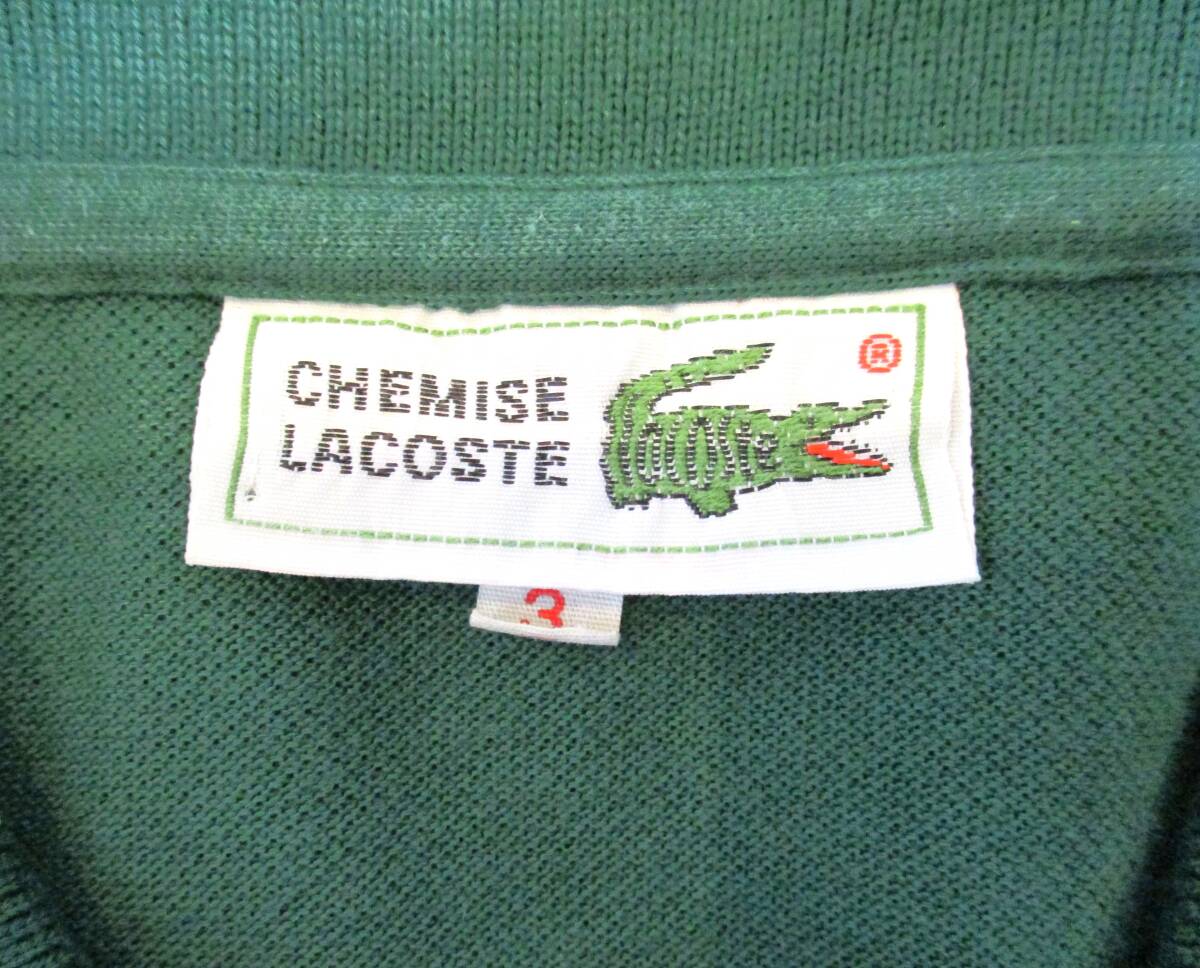 CHEMISE
LACOSTE
®
3